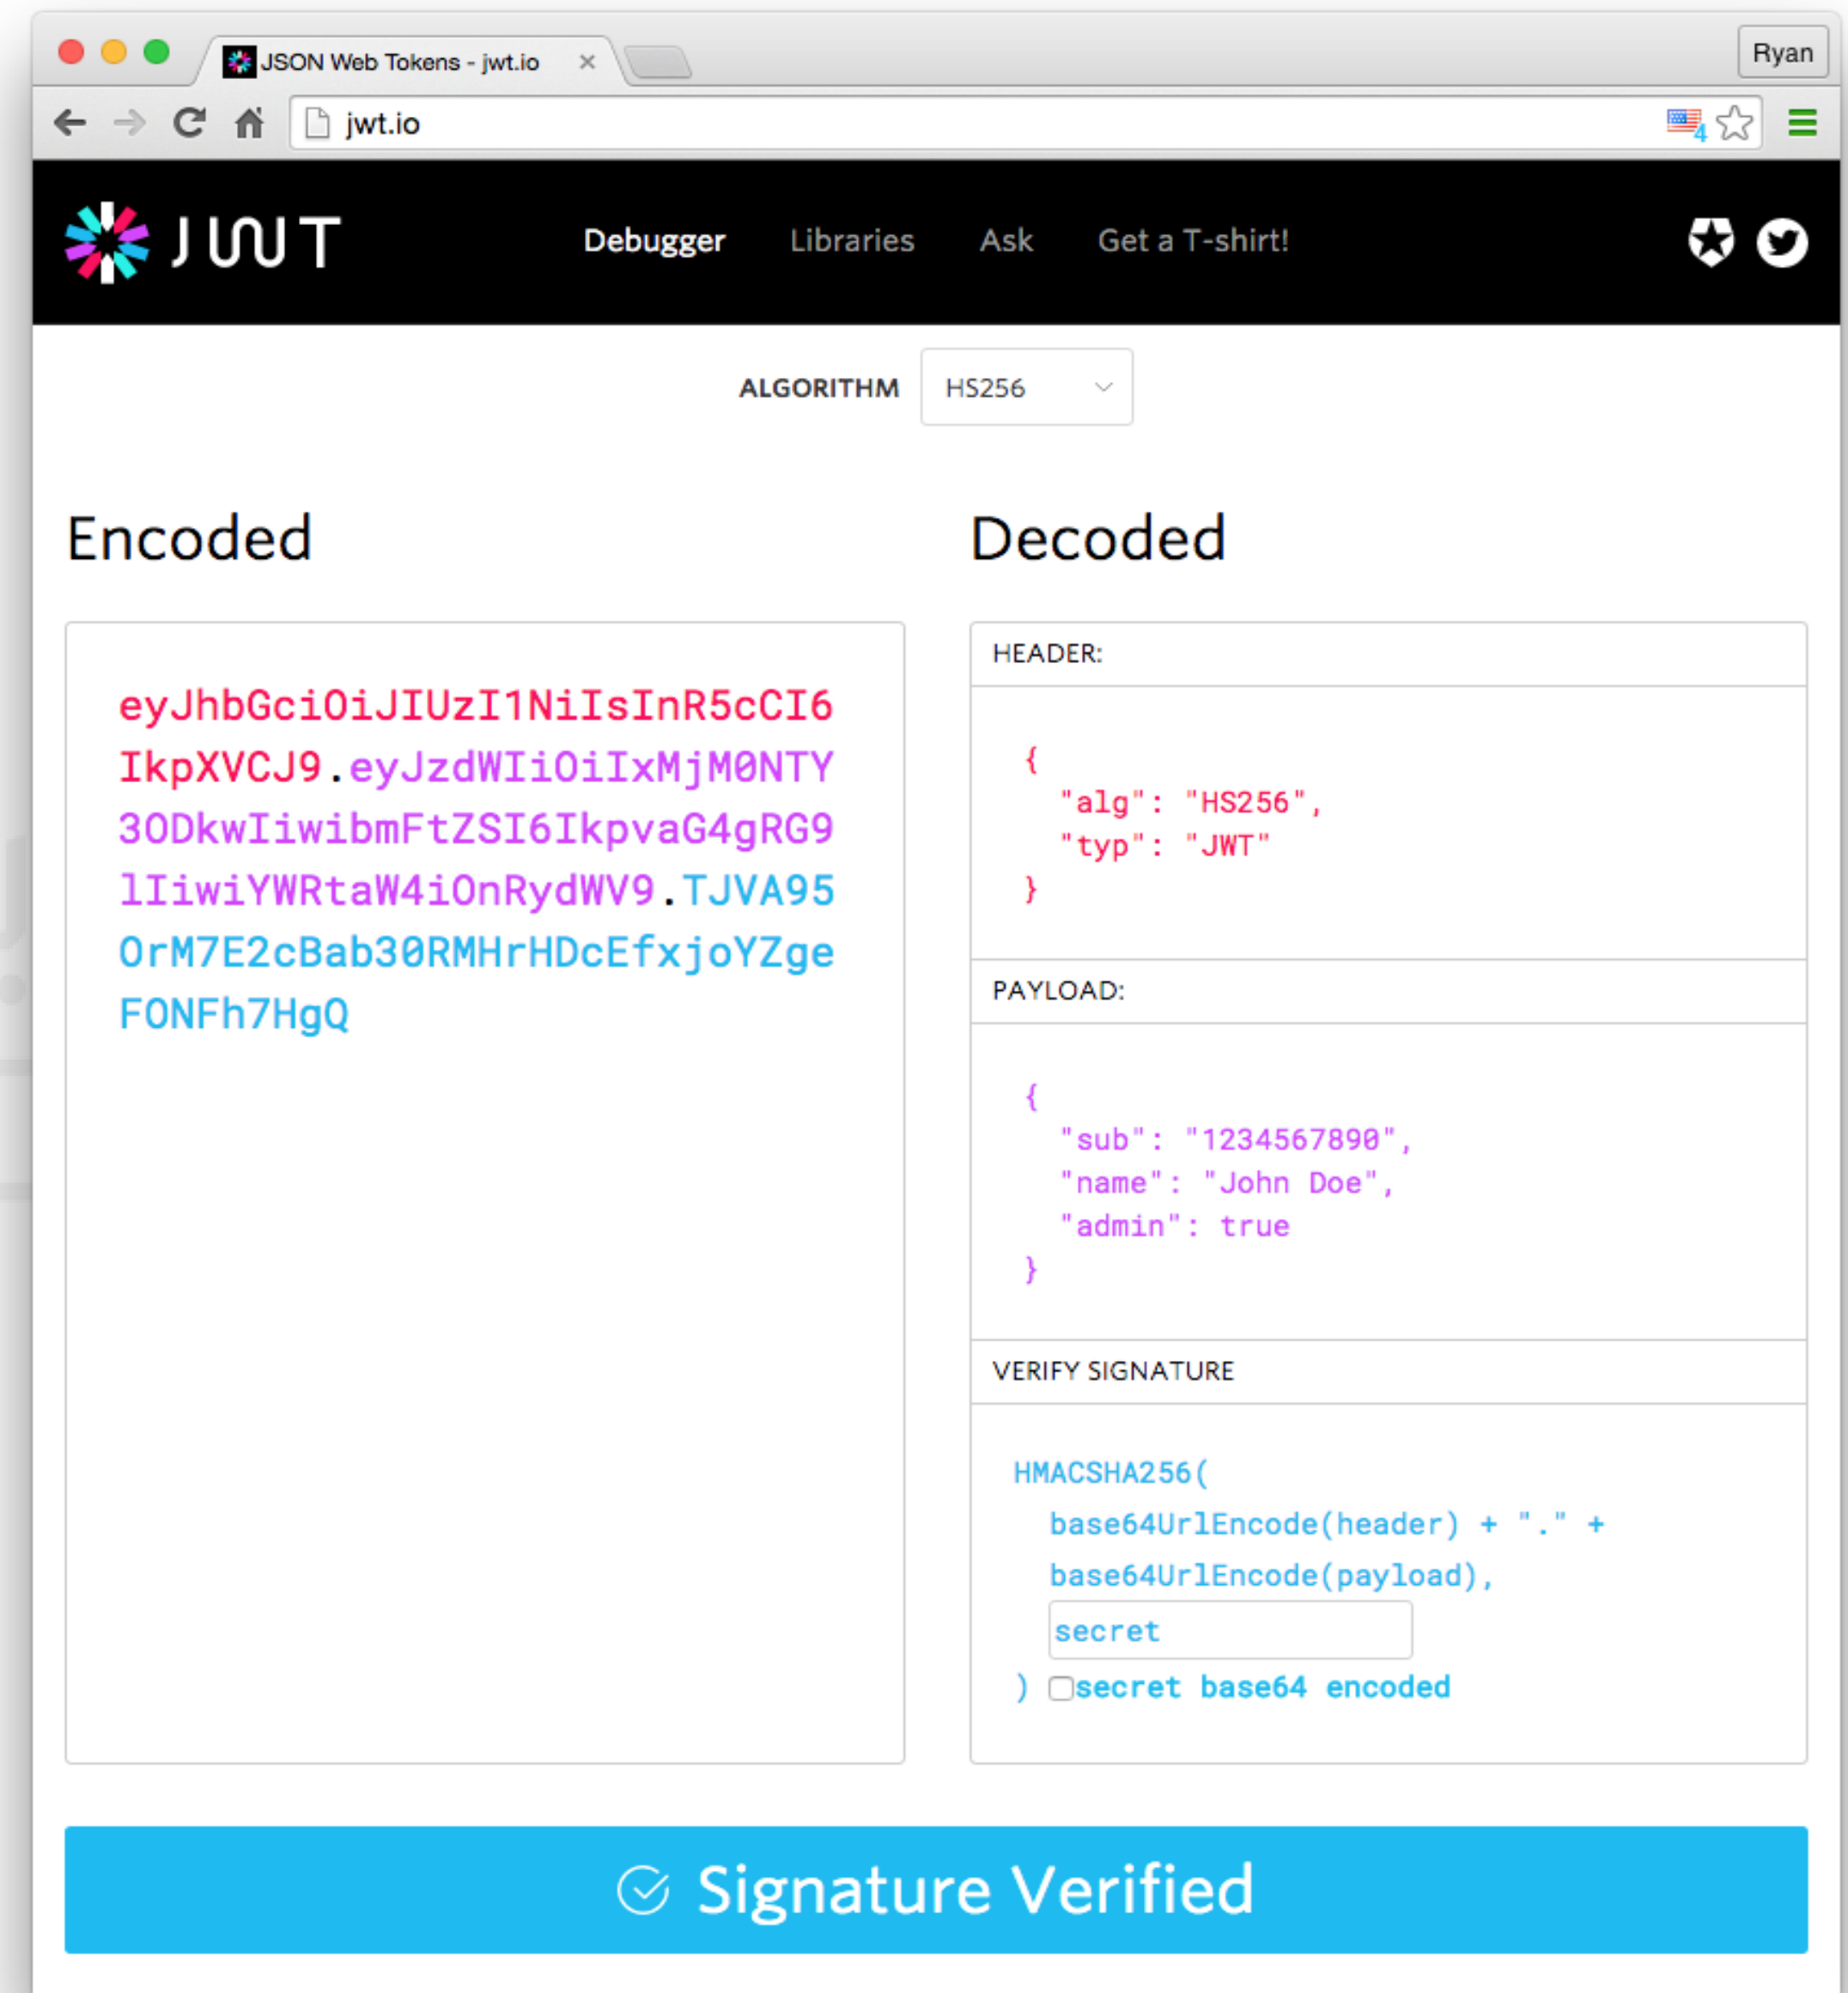 JSON Web Tokens - jwt.io
Ryan
jwt.io
4
JWT
Debugger
Libraries
Ask
Get a T-shirt!
ALGORITHM
HS256
Encoded
eyJhbGciOiJIUzI1NiIsInR5cCI6
IkpXVCJ9.eyJzdWIiOiIxMjM0NTY
3ODkwIiwibmFtZSI6IkpvaG4gRG9
lIiwiYWRtaW4iOnRydWV9.TJVA95
OrM7E2cBab30RMHrHDcEfxjoYZge
FONFh7HgQ
Decoded
HEADER:
{
"alg": "HS256",
"typ": "JWT"
}
PAYLOAD:
{
"sub": "1234567890",
"name": "John Doe",
"admin": true
}
VERIFY SIGNATURE
HMACSHA256(
base64UrlEncode(header) + "." +
base64UrlEncode(payload),
secret
) secret base64 encoded
Signature Verified